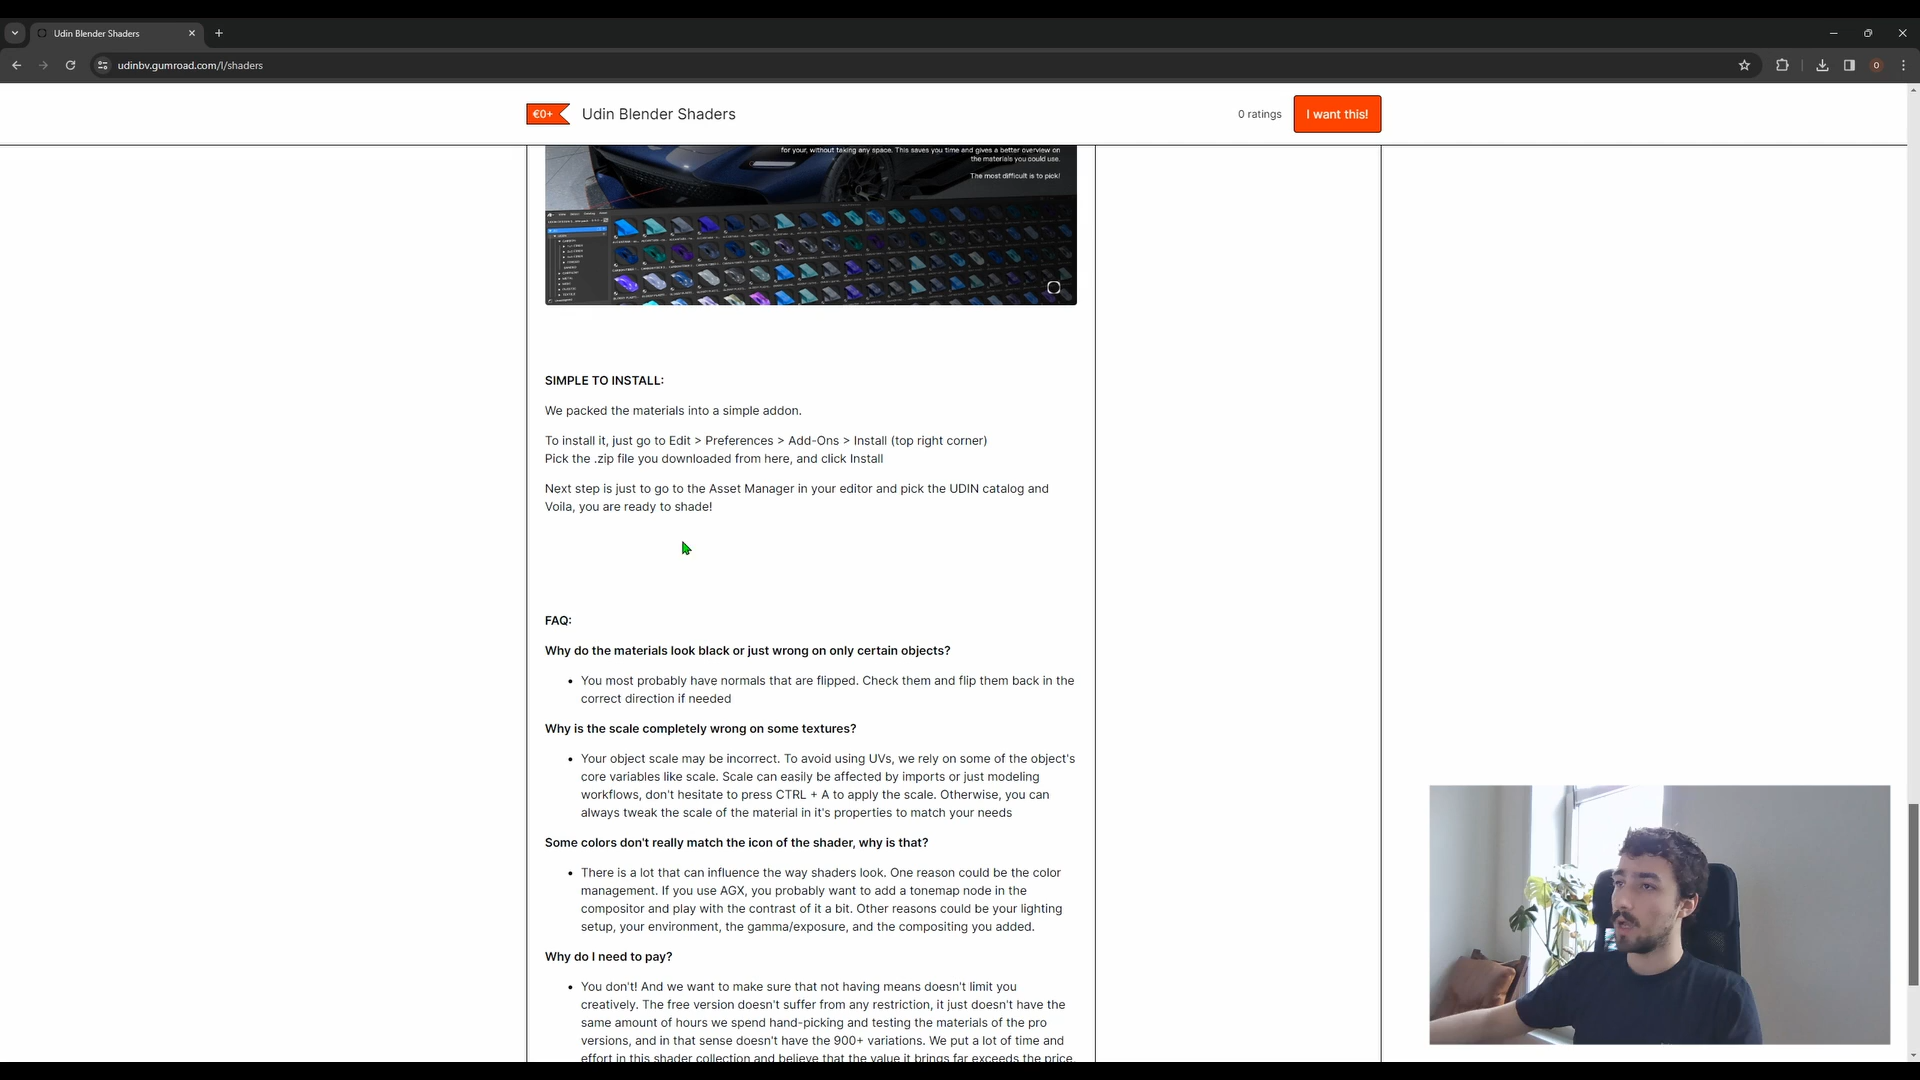 Udin Blender Shaders
udinbv.gumroad.com/l/shaders
€0+
Udin Blender Shaders
0 ratings
I want this!
for your, without taking any space. This saves you time and gives a better overview on
the materials you could use.
The most difficult is to pick!
SIMPLE TO INSTALL:
We packed the materials into a simple addon.
To install it, just go to Edit > Preferences > Add-Ons > Install (top right corner)
Pick the .zip file you downloaded from here, and click Install
Next step is just to go to the Asset Manager in your editor and pick the UDIN catalog and
Voila, you are ready to shade!
FAQ:
Why do the materials look black or just wrong on only certain objects?
• You most probably have normals that are flipped. Check them and flip them back in the
correct direction if needed
Why is the scale completely wrong on some textures?
• Your object scale may be incorrect. To avoid using UVs, we rely on some of the object's
core variables like scale. Scale can easily be affected by imports or just modeling
workflows, don't hesitate to press CTRL + A to apply the scale. Otherwise, you can
always tweak the scale of the material in it's properties to match your needs
Some colors don't really match the icon of the shader, why is that?
• There is a lot that can influence the way shaders look. One reason could be the color
management. If you use AGX, you probably want to add a tonemap node in the
compositor and play with the contrast of it a bit. Other reasons could be your lighting
setup, your environment, the gamma/exposure, and the compositing you added.
Why do I need to pay?
• You don't! And we want to make sure that not having means doesn't limit you
creatively. The free version doesn't suffer from any restriction, it just doesn't have the
same amount of hours we spend hand-picking and testing the materials of the pro
versions, and in that sense doesn't have the 900+ variations. We put a lot of time and
effort in this shader collection and believe that the value it brings far exceeds the price.